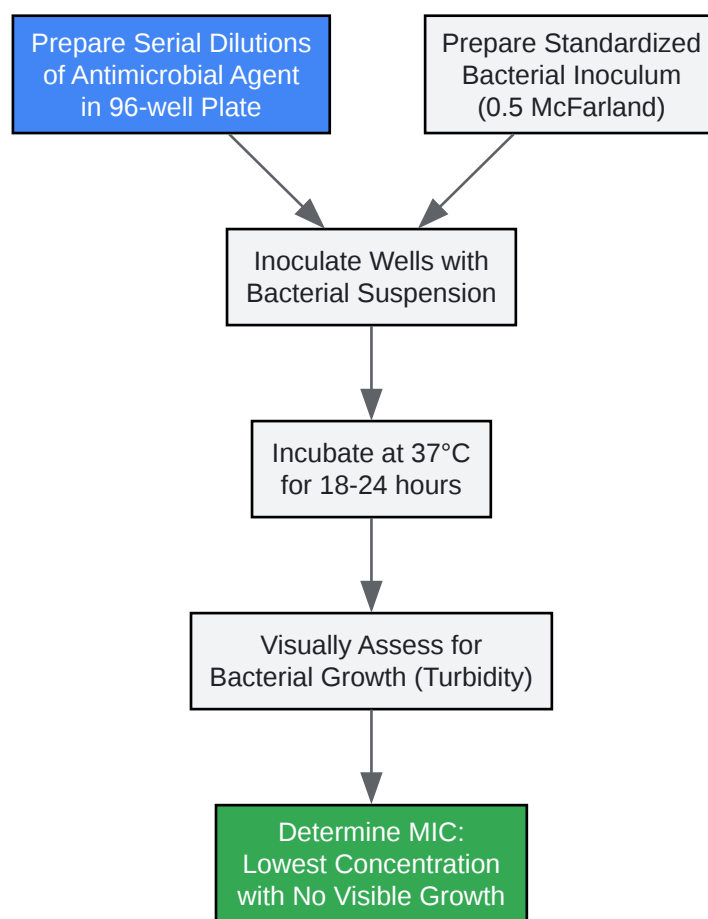 Prepare Serial Dilutions
of Antimicrobial Agent
in 96-well Plate
Prepare Standardized
Bacterial Inoculum
(0.5 McFarland)
Inoculate Wells with
Bacterial Suspension
Incubate at 37°C
for 18-24 hours
Visually Assess for
Bacterial Growth (Turbidity)
Determine MIC:
Lowest Concentration
with No Visible Growth